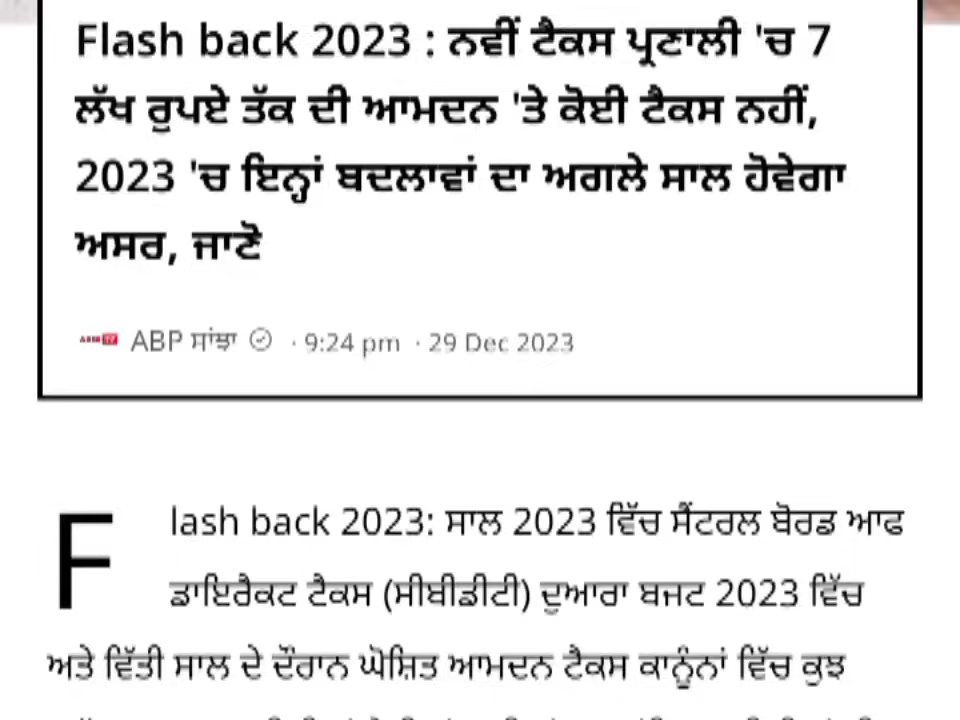 Flash back 2023 : ਨਵੀਂ ਟੈਕਸ ਪ੍ਰਣਾਲੀ 'ਚ 7
ਲੱਖ ਰੁਪਏ ਤੱਕ ਦੀ ਆਮਦਨ 'ਤੇ ਕੋਈ ਟੈਕਸ ਨਹੀਂ,
2023 'ਚ ਇਨ੍ਹਾਂ ਬਦਲਾਵਾਂ ਦਾ ਅਗਲੇ ਸਾਲ ਹੋਵੇਗਾ
ਅਸਰ, ਜਾਣੋ
ABP ਸਾਂਝਾ · 9:24 pm · 29 Dec 2023
Flash back 2023: ਸਾਲ 2023 ਵਿੱਚ ਸੈਂਟਰਲ ਬੋਰਡ ਆਫ
ਡਾਇਰੈਕਟ ਟੈਕਸ (ਸੀਬੀਡੀਟੀ) ਦੁਆਰਾ ਬਜਟ 2023 ਵਿੱਚ
ਅਤੇ ਵਿੱਤੀ ਸਾਲ ਦੇ ਦੌਰਾਨ ਘੋਸ਼ਿਤ ਆਮਦਨ ਟੈਕਸ ਕਾਨੂੰਨਾਂ ਵਿੱਚ ਕੁਝ